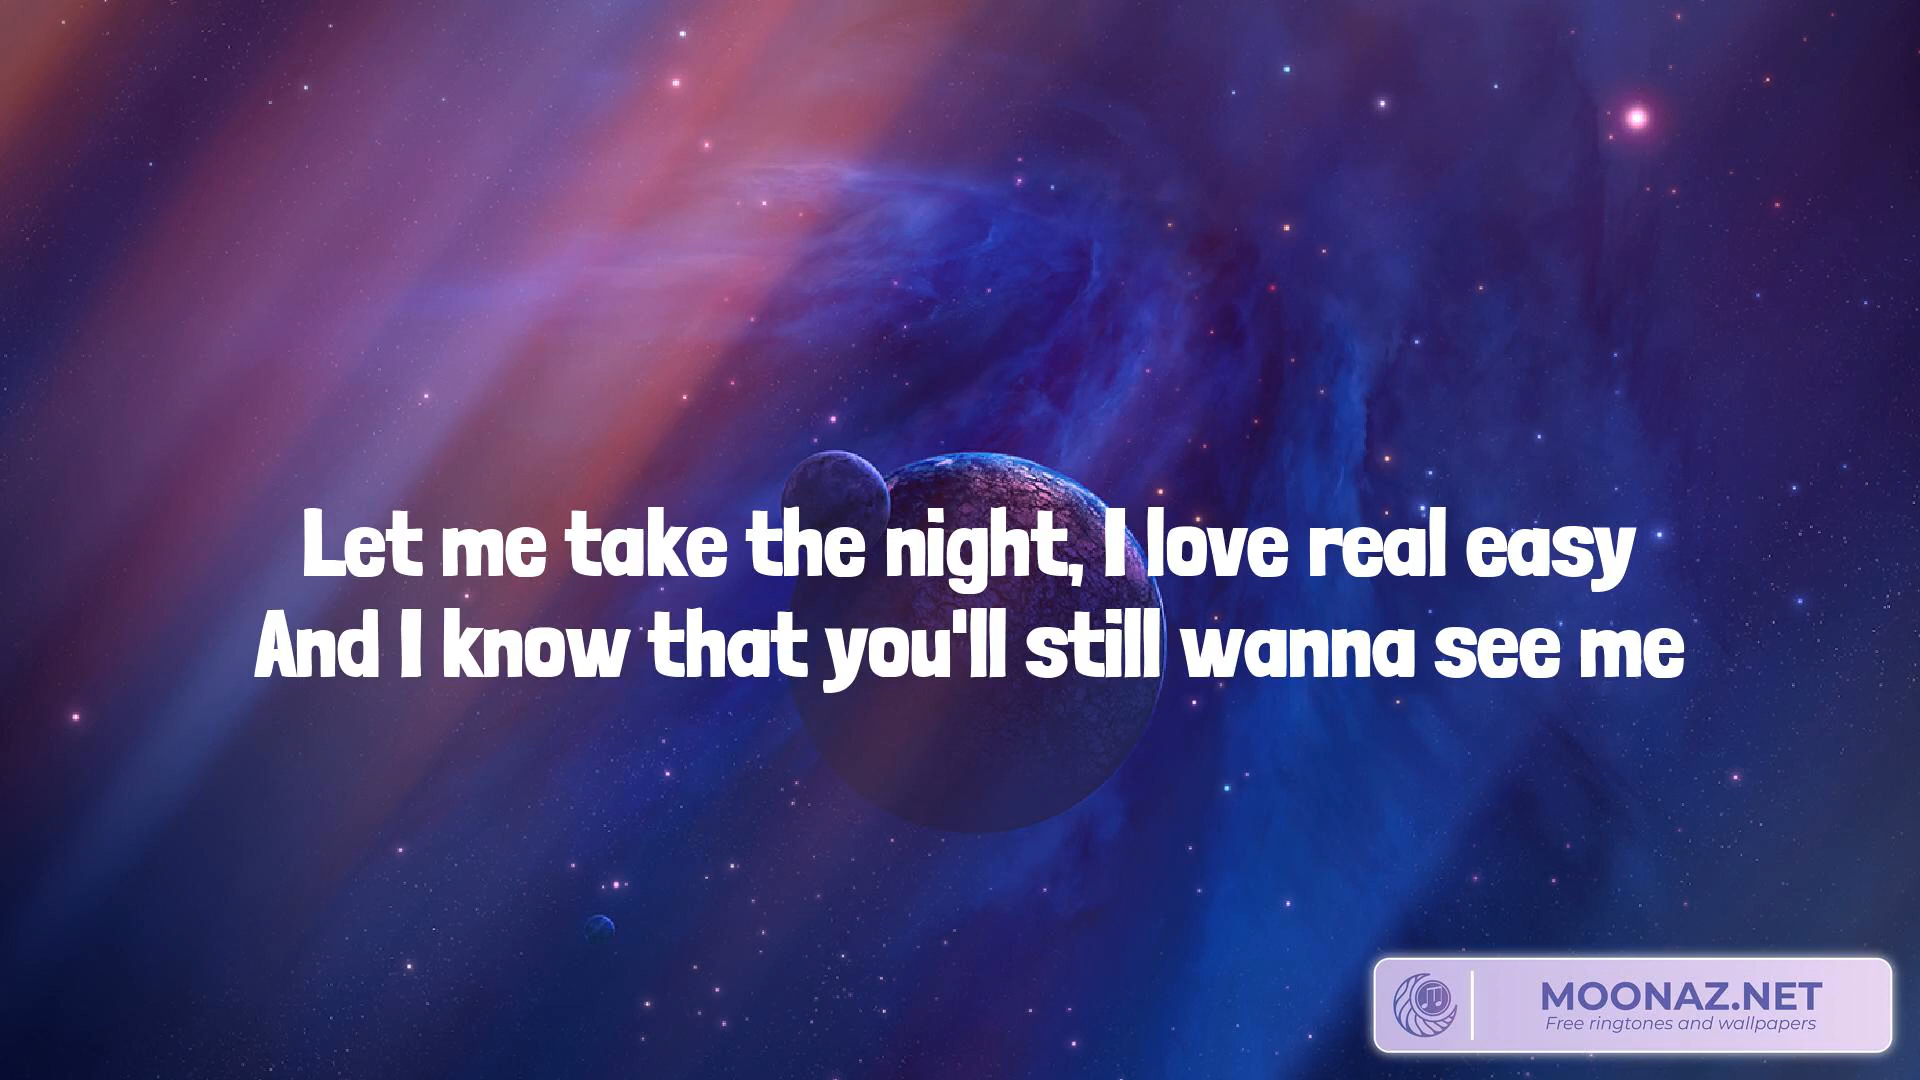 Let me take the night, I love real easy
And I know that you'll still wanna see me
MOONAZ.NET
Free ringtones and wallpapers